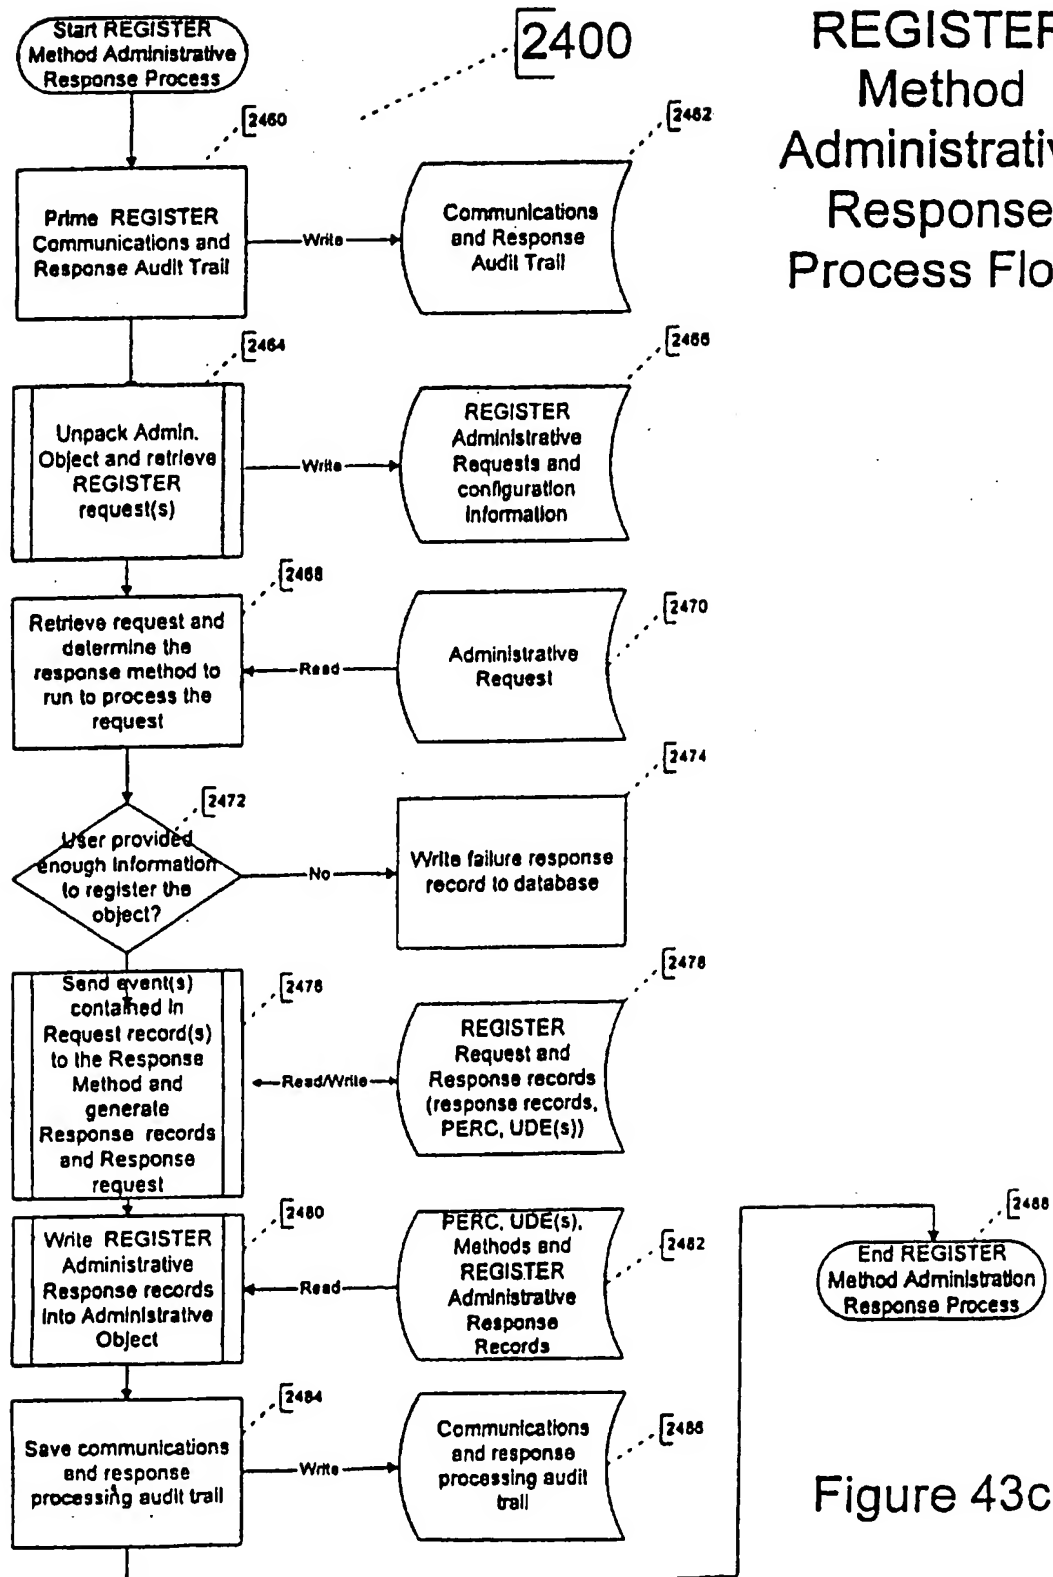 Start REGISTER
Method Administrative
Response Process
2400
REGISTER
Method
Administrativ
Response
Process Flo
2460
2462
Prime REGISTER
Communications and
Response Audit Trail
Write
Communications
and Response
Audit Trail
2464
2466
Unpack Admin.
Object and retrieve
REGISTER
request(s)
Write
REGISTER
Administrative
Requests and
configuration
Information
2468
2470
Retrieve request and
determine the
response method to
run to process the
request
Read
Administrative
Request
2472
2474
User provided
enough information
to register the
object?
No
Write failure response
record to database
2476
2478
Send event(s)
contained in
Request record(s)
to the Response
Method and
generate
Response records
and Response
request
Read/Write
REGISTER
Request and
Response records
(response records,
PERC, UDE(s))
2480
2482
Write REGISTER
Administrative
Response records
into Administrative
Object
Read
PERC, UDE(s),
Methods and
REGISTER
Administrative
Response
Records
2488
End REGISTER
Method Administration
Response Process
2484
2486
Save communications
and response
processing audit trail
Write
Communications
and response
processing audit
trail
Figure 43c